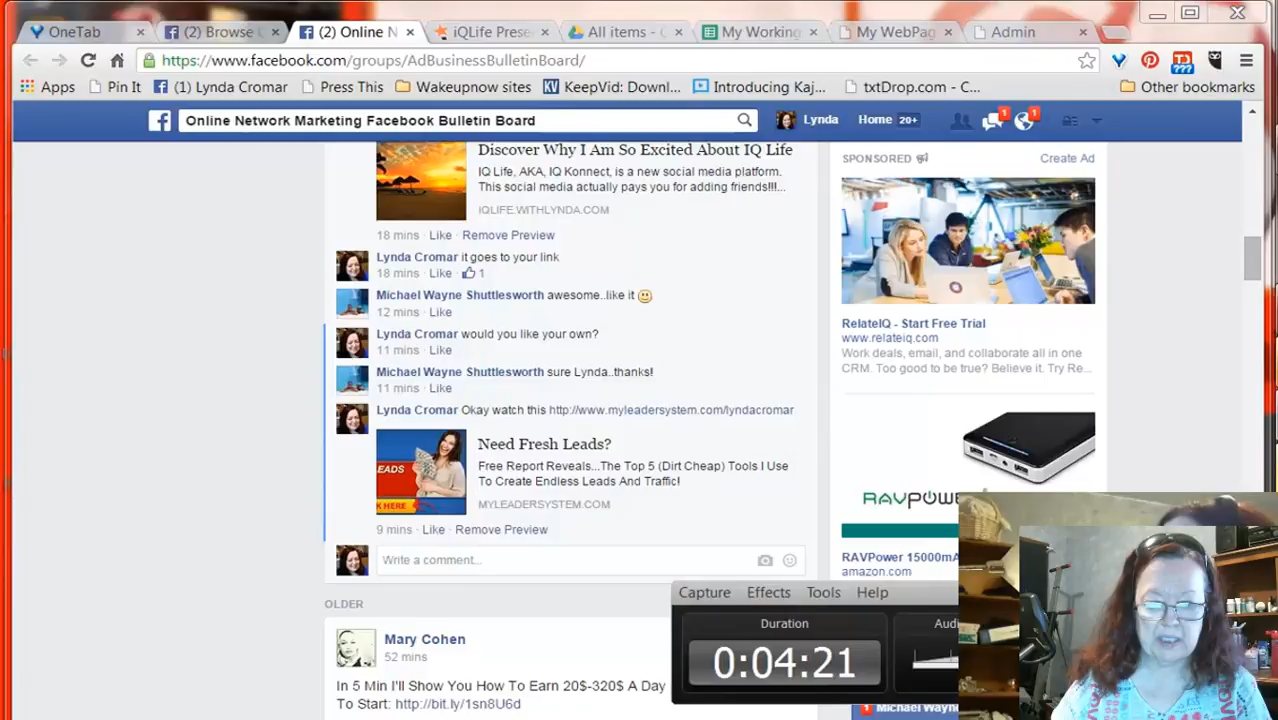 OneTab
(2) Browse
(2) Online N
iQLife Prese
All items - G
My Working
My WebPag
Admin
https://www.facebook.com/groups/AdBusinessBulletinBoard/
Apps
Pin It
(1) Lynda Cromar
Press This
Wakeupnow sites
KeepVid: Downl...
Introducing Kaj...
txtDrop.com - C...
Other bookmarks
Online Network Marketing Facebook Bulletin Board
Lynda
Home 20+
1
1
Discover Why I Am So Excited About IQ Life
IQ Life, AKA, IQ Konnect, is a new social media platform.
This social media actually pays you for adding friends!!!...
IQLIFE.WITHLYNDA.COM
18 mins · Like · Remove Preview
Lynda Cromar it goes to your link
18 mins · Like · 1
Michael Wayne Shuttlesworth awesome..like it
12 mins · Like
Lynda Cromar would you like your own?
11 mins · Like
Michael Wayne Shuttlesworth sure Lynda..thanks!
11 mins · Like
Lynda Cromar Okay watch this http://www.myleadersystem.com/lyndacromar
LEADS
K HERE
Need Fresh Leads?
Free Report Reveals...The Top 5 (Dirt Cheap) Tools I Use
To Create Endless Leads And Traffic!
MYLEADERSYSTEM.COM
9 mins · Like · Remove Preview
Write a comment...
OLDER
Mary Cohen
52 mins
In 5 Min I'll Show You How To Earn 20$-320$ A Day
To Start: http://bit.ly/1sn8U6d
SPONSORED
Create Ad
RelateIQ - Start Free Trial
www.relateiq.com
Work deals, email, and collaborate all in one
CRM. Too good to be true? Believe it. Try Re...
RAVPOWE
RAVPower 15000mA
amazon.com
Capture Effects Tools Help
Duration
Aud
0:04:21
Michael Wayne